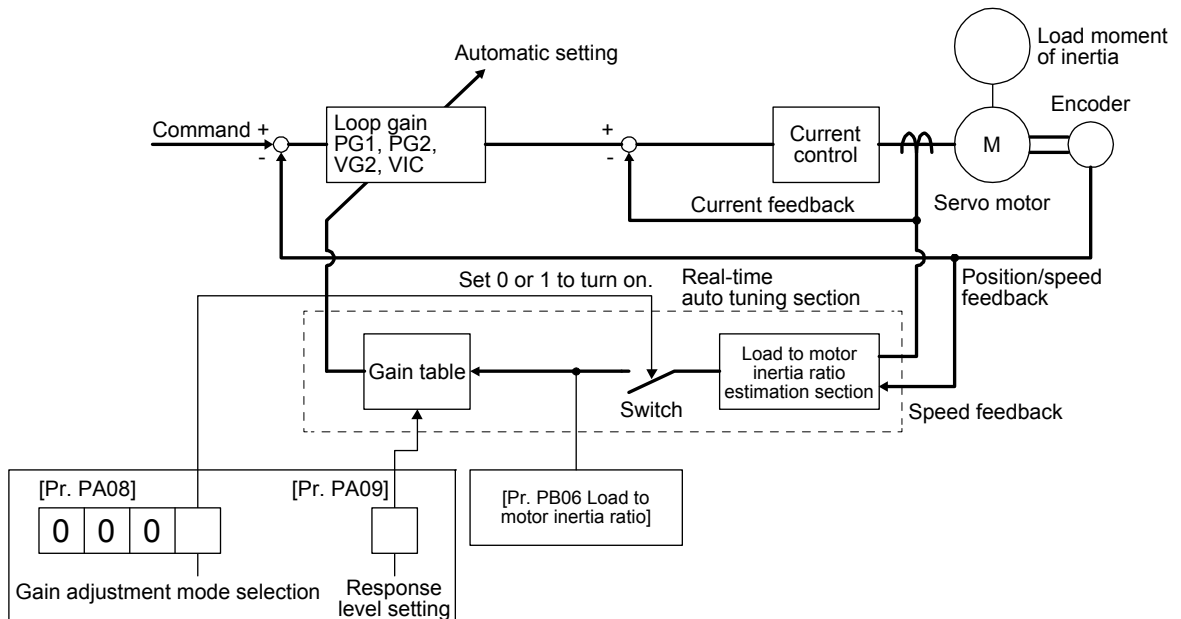 Load moment
of inertia
Automatic setting
Encoder
Command
+
-
Loop gain
PG1, PG2,
VG2, VIC
+
-
Current
control
M
Current feedback
Servo motor
Set 0 or 1 to turn on.
Real-time
auto tuning section
Position/speed
feedback
Gain table
Load to motor
inertia ratio
estimation section
Switch
Speed feedback
[Pr. PA08]
[Pr. PA09]
[Pr. PB06 Load to
motor inertia ratio]
0 0 0
Gain adjustment mode selection
Response
level setting